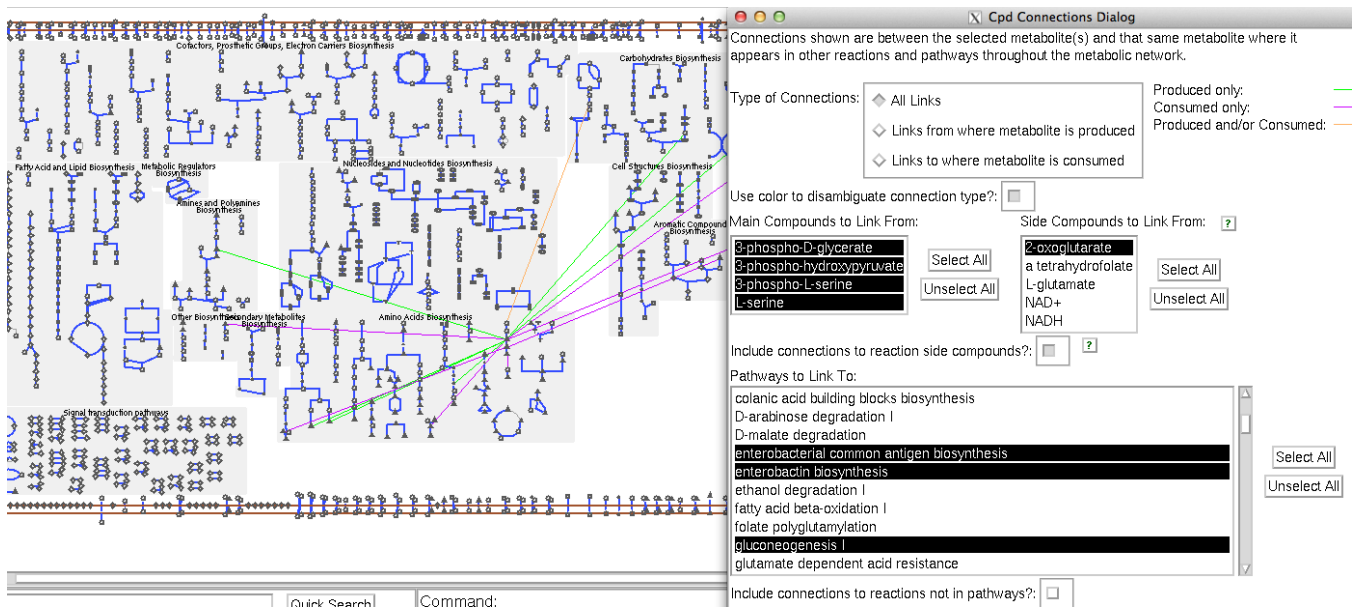 Cofactors, Prosthetic Groups, Electron Carriers Biosynthesis
Carbohydrates Biosynthesis
Fatty Acid and Lipid Biosynthesis
Metabolic Regulators
Biosynthesis
Nucleosides and Nucleotides Biosynthesis
Cell Structures Biosynthesis
Amines and Polyamines
Biosynthesis
Aromatic Compound
Biosynthesis
Other Biosynthesis
Secondary Metabolites
Biosynthesis
Amino Acids Biosynthesis
Signal transduction pathways
Quick Search
Command:
X Cpd Connections Dialog
Connections shown are between the selected metabolite(s) and that same metabolite where it
appears in other reactions and pathways throughout the metabolic network.
Type of Connections:
All Links
Links from where metabolite is produced
Links to where metabolite is consumed
Produced only:
Consumed only:
Produced and/or Consumed:
Use color to disambiguate connection type?:
Main Compounds to Link From:
3-phospho-D-glycerate
3-phospho-hydroxypyruvate
3-phospho-L-serine
L-serine
Select All
Unselect All
Side Compounds to Link From:
?
2-oxoglutarate
a tetrahydrofolate
L-glutamate
NAD+
NADH
Select All
Unselect All
Include connections to reaction side compounds?:
?
Pathways to Link To:
colanic acid building blocks biosynthesis
D-arabinose degradation I
D-malate degradation
enterobacterial common antigen biosynthesis
enterobactin biosynthesis
ethanol degradation I
fatty acid beta-oxidation I
folate polyglutamylation
gluconeogenesis I
glutamate dependent acid resistance
Select All
Unselect All
Include connections to reactions not in pathways?: